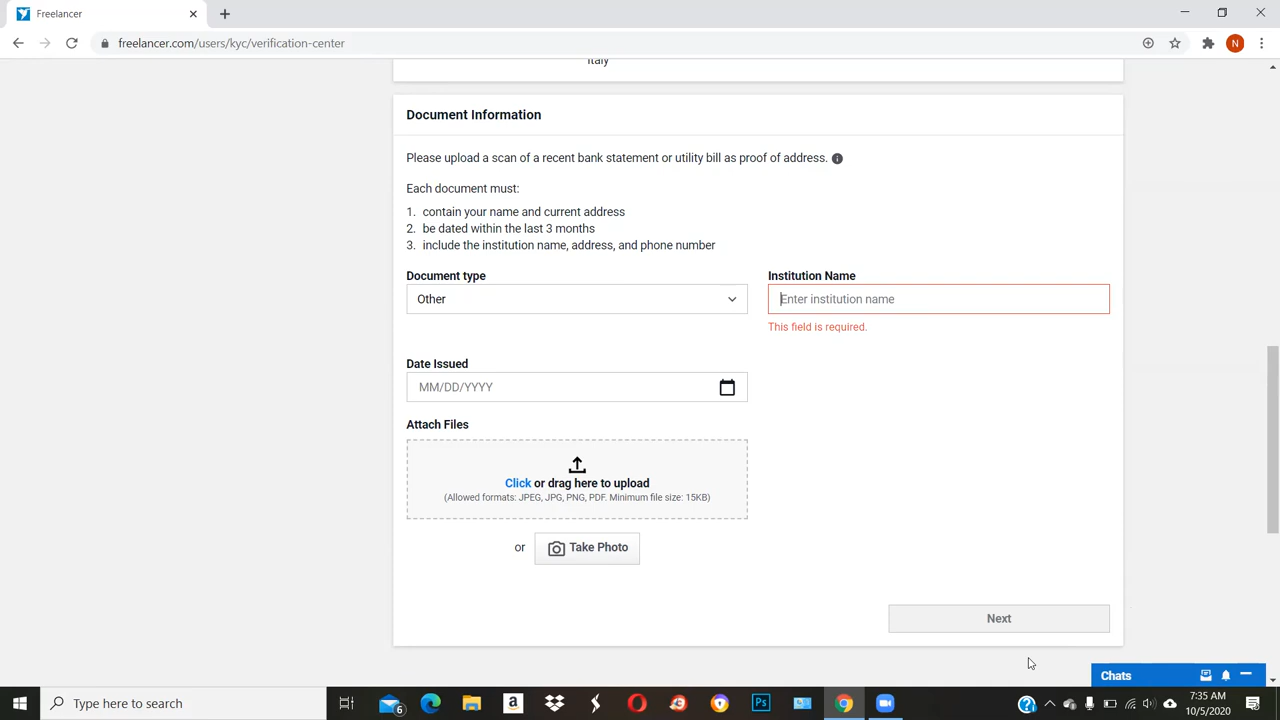 Freelancer
freelancer.com/users/kyc/verification-center
N
Italy
Document Information
Please upload a scan of a recent bank statement or utility bill as proof of address.
Each document must:
1. contain your name and current address
2. be dated within the last 3 months
3. include the institution name, address, and phone number
Document type
Institution Name
Other
Enter institution name
This field is required.
Date Issued
MM/DD/YYYY
Attach Files
Click or drag here to upload
(Allowed formats: JPEG, JPG, PNG, PDF. Minimum file size: 15KB)
or
Take Photo
Next
Chats
Type here to search
6
a
Ps
7:35 AM
10/5/2020